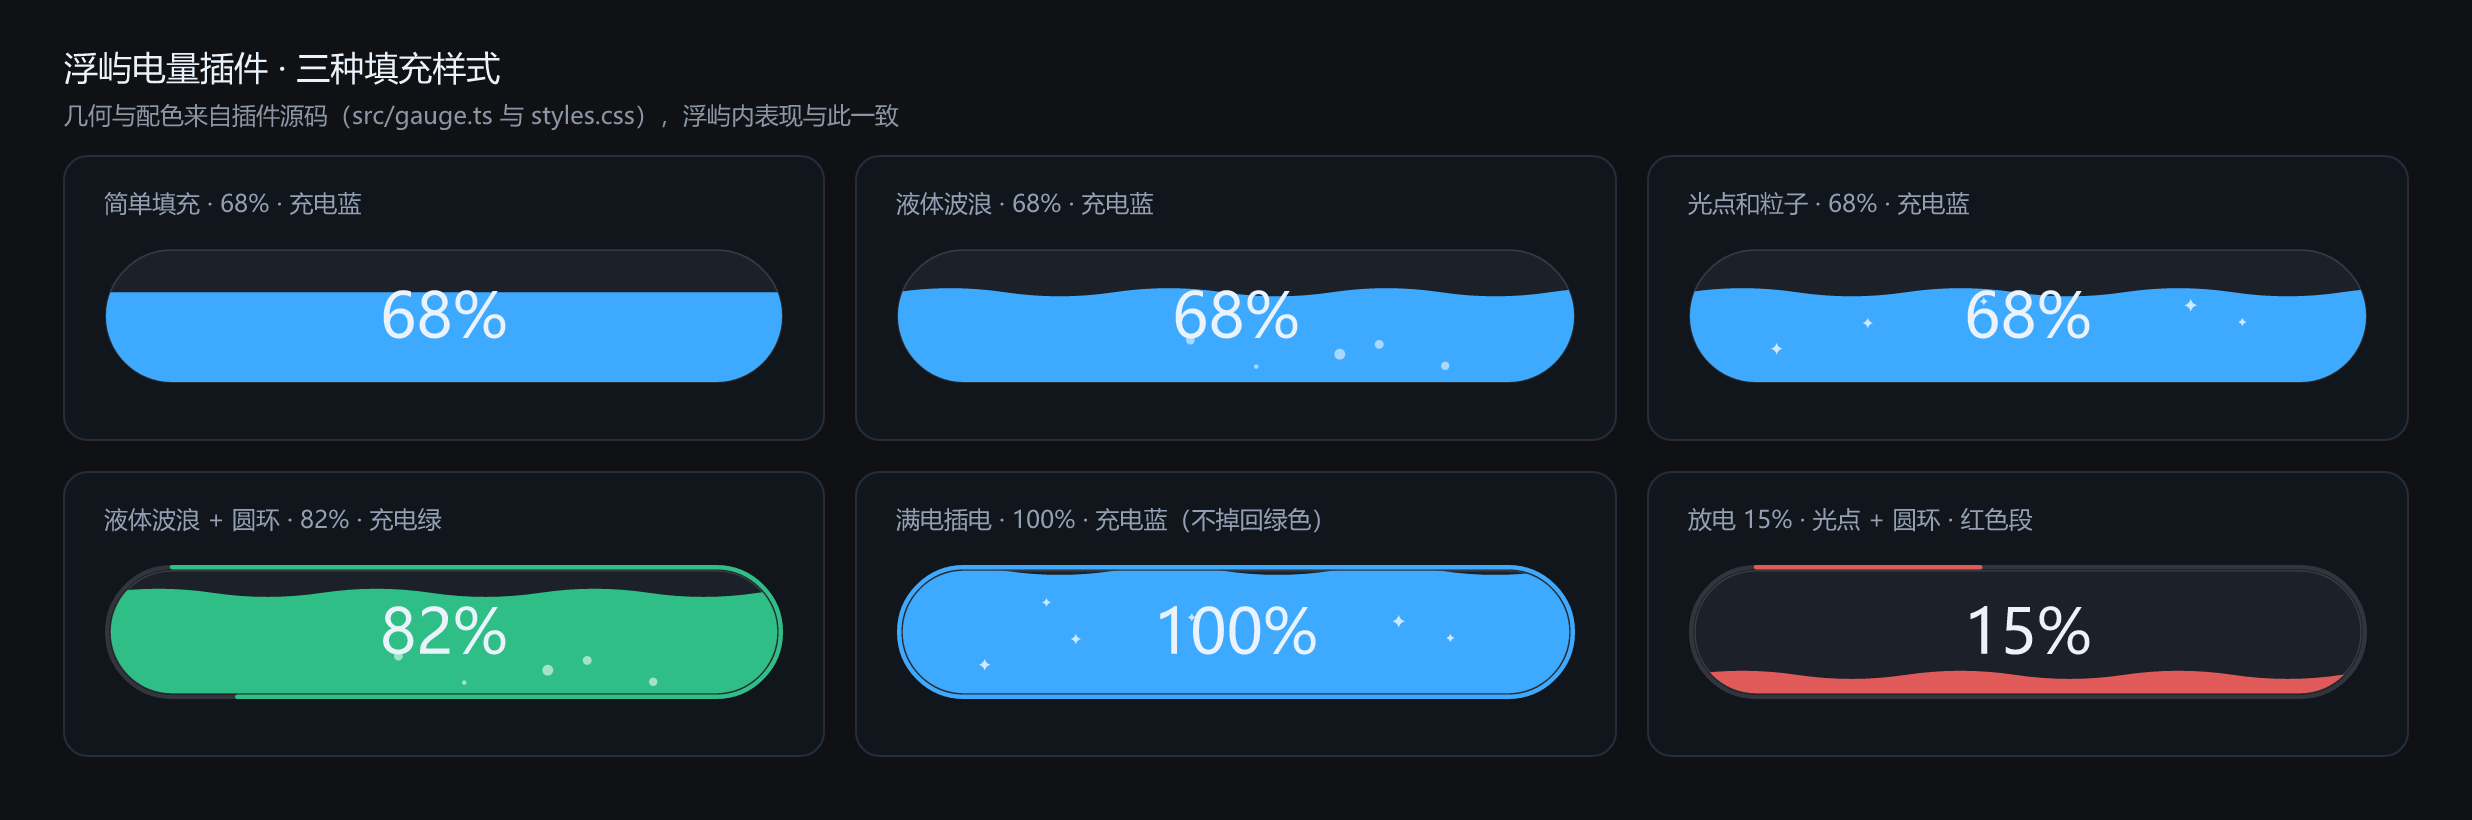 浮屿电量插件 · 三种填充样式
几何与配色来自插件源码（src/gauge.ts 与 styles.css），浮屿内表现与此一致
简单填充 · 68% · 充电蓝
68%
液体波浪 · 68% · 充电蓝
68%
光点和粒子 · 68% · 充电蓝
68%
液体波浪 + 圆环 · 82% · 充电绿
82%
满电插电 · 100% · 充电蓝（不掉回绿色）
100%
放电 15% · 光点 + 圆环 · 红色段
15%